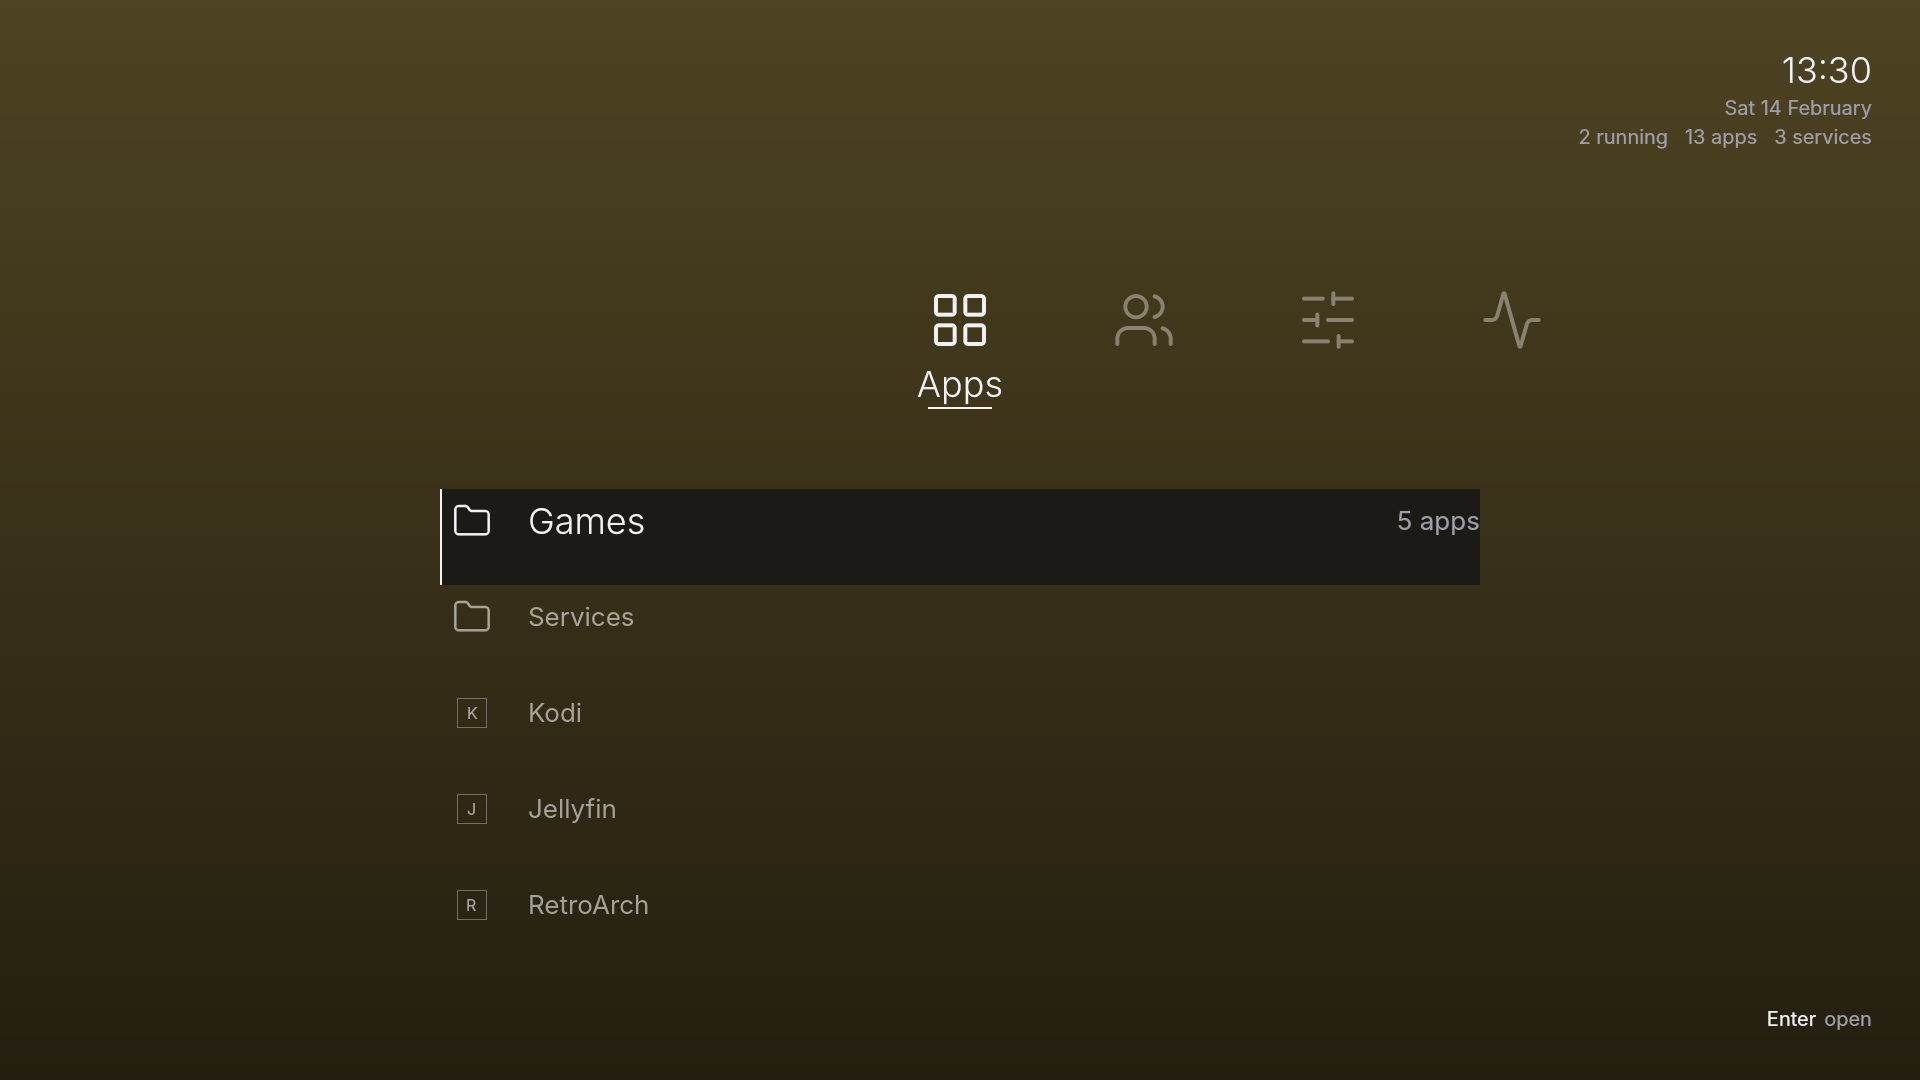 13:30
Sat 14 February
2 running 13 apps 3 services
Apps
Games 5 apps
Services
K Kodi
J Jellyfin
R RetroArch
Enter open